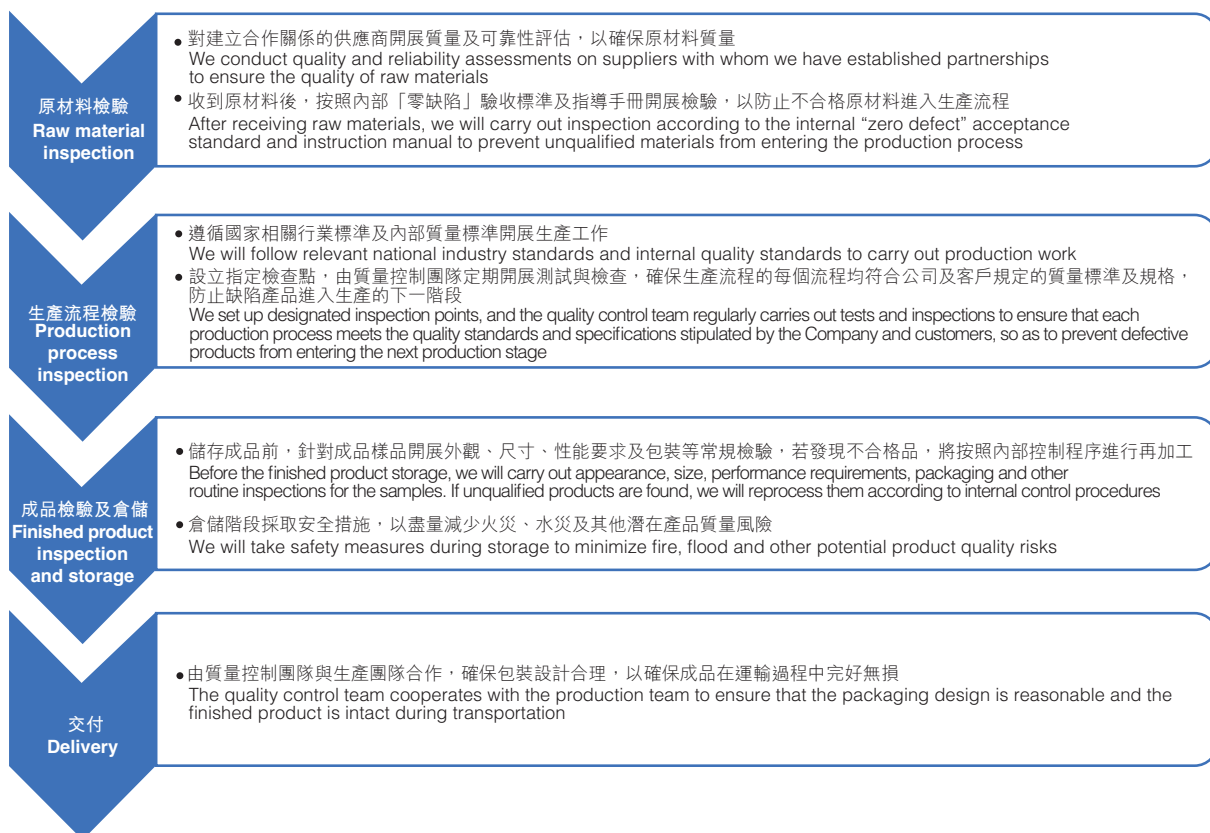 原材料檢驗
Raw material
inspection
• 對建立合作關係的供應商開展質量及可靠性評估，以確保原材料質量
We conduct quality and reliability assessments on suppliers with whom we have established partnerships
to ensure the quality of raw materials
• 收到原材料後，按照內部「零缺陷」驗收標準及指導手冊開展檢驗，以防止不合格原材料進入生產流程
After receiving raw materials, we will carry out inspection according to the internal “zero defect” acceptance
standard and instruction manual to prevent unqualified materials from entering the production process
生產流程檢驗
Production
process
inspection
• 遵循國家相關行業標準及內部質量標準開展生產工作
We will follow relevant national industry standards and internal quality standards to carry out production work
• 設立指定檢查點，由質量控制團隊定期開展測試與檢查，確保生產流程的每個流程均符合公司及客戶規定的質量標準及規格，
防止缺陷產品進入生產的下一階段
We set up designated inspection points, and the quality control team regularly carries out tests and inspections to ensure that each
production process meets the quality standards and specifications stipulated by the Company and customers, so as to prevent defective
products from entering the next production stage
成品檢驗及倉儲
Finished product
inspection
and storage
• 儲存成品前，針對成品樣品開展外觀、尺寸、性能要求及包裝等常規檢驗，若發現不合格品，將按照內部控制程序進行再加工
Before the finished product storage, we will carry out appearance, size, performance requirements, packaging and other
routine inspections for the samples. If unqualified products are found, we will reprocess them according to internal control procedures
• 倉儲階段採取安全措施，以盡量減少火災、水災及其他潛在產品質量風險
We will take safety measures during storage to minimize fire, flood and other potential product quality risks
交付
Delivery
• 由質量控制團隊與生產團隊合作，確保包裝設計合理，以確保成品在運輸過程中完好無損
The quality control team cooperates with the production team to ensure that the packaging design is reasonable and the
finished product is intact during transportation